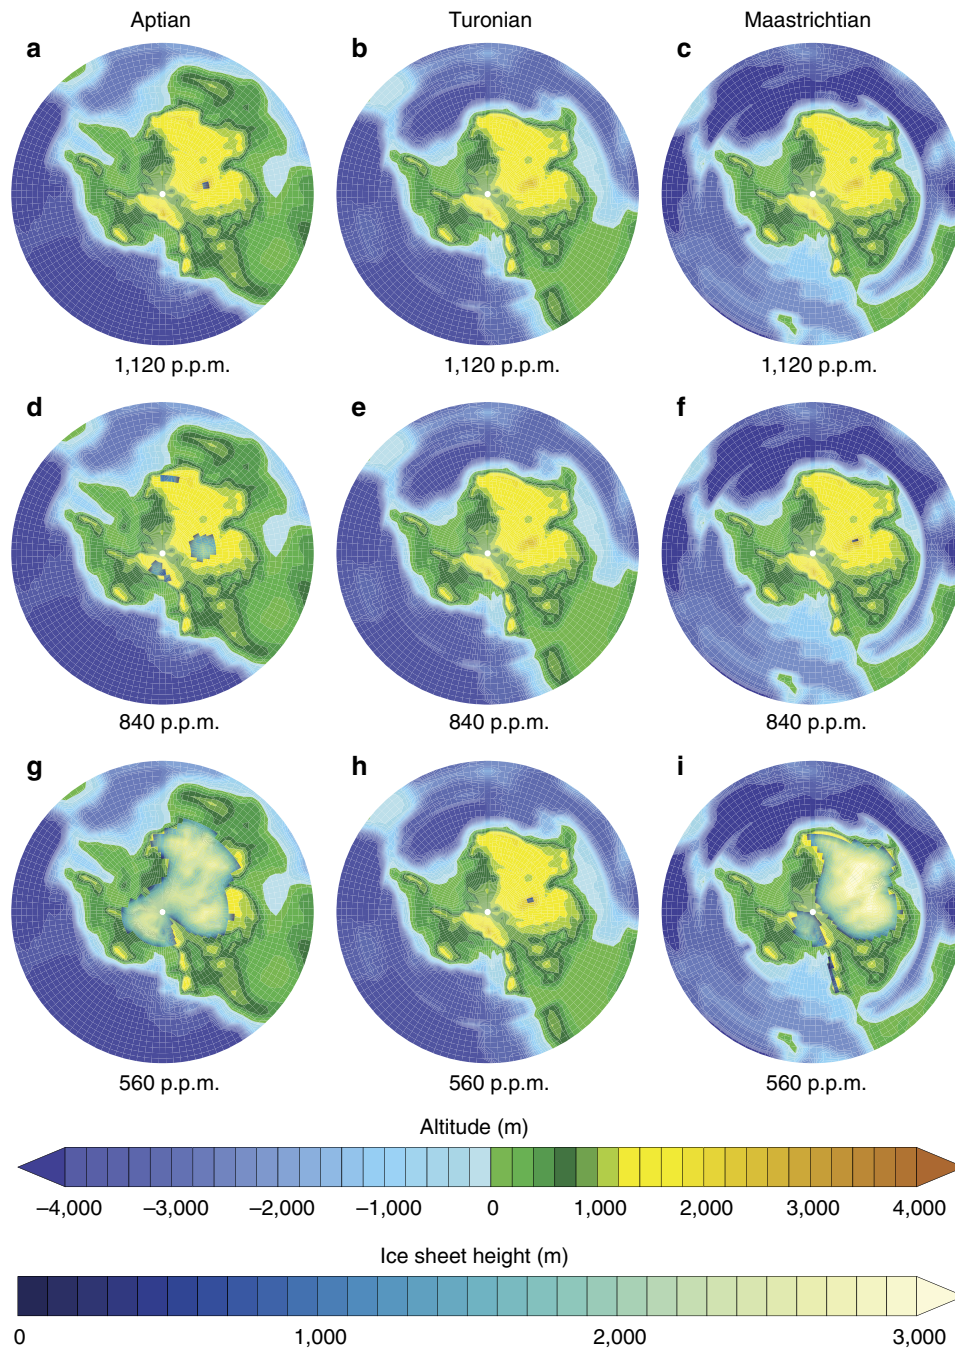 Aptian Turonian Maastrichtian
a b c
1,120 p.p.m. 1,120 p.p.m. 1,120 p.p.m.
d e f
840 p.p.m. 840 p.p.m. 840 p.p.m.
g h i
560 p.p.m. 560 p.p.m. 560 p.p.m.
Altitude (m)
–4,000 –3,000 –2,000 –1,000 0 1,000 2,000 3,000 4,000
Ice sheet height (m)
0 1,000 2,000 3,000